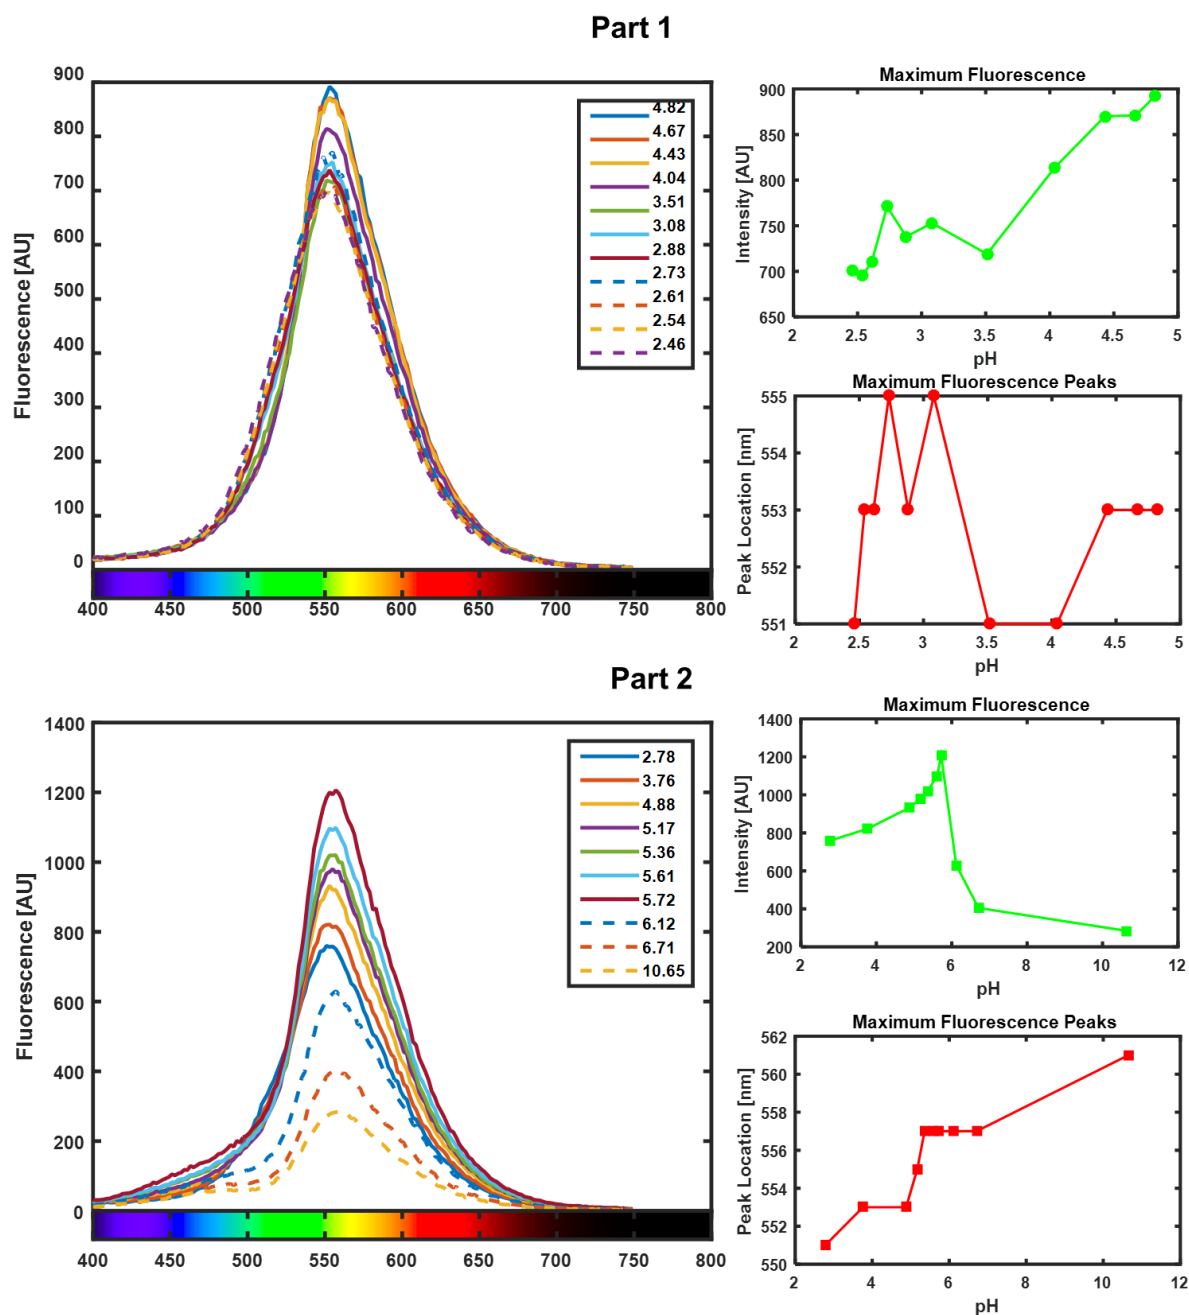 Part 1
900
800
700
600
500
400
300
200
100
0
Fluorescence [AU]
400 450 500 550 600 650 700 750 800
4.82
4.67
4.43
4.04
3.51
3.08
2.88
2.73
2.61
2.54
2.46
Maximum Fluorescence
900
850
800
750
700
650
Intensity [AU]
2 2.5 3 3.5 4 4.5 5
pH
Maximum Fluorescence Peaks
555
554
553
552
551
Peak Location [nm]
2 2.5 3 3.5 4 4.5 5
pH
Part 2
1400
1200
1000
800
600
400
200
0
Fluorescence [AU]
400 450 500 550 600 650 700 750 800
2.78
3.76
4.88
5.17
5.36
5.61
5.72
6.12
6.71
10.65
Maximum Fluorescence
1400
1200
1000
800
600
400
200
Intensity [AU]
2 4 6 8 10 12
pH
Maximum Fluorescence Peaks
562
560
558
556
554
552
550
Peak Location [nm]
2 4 6 8 10 12
pH